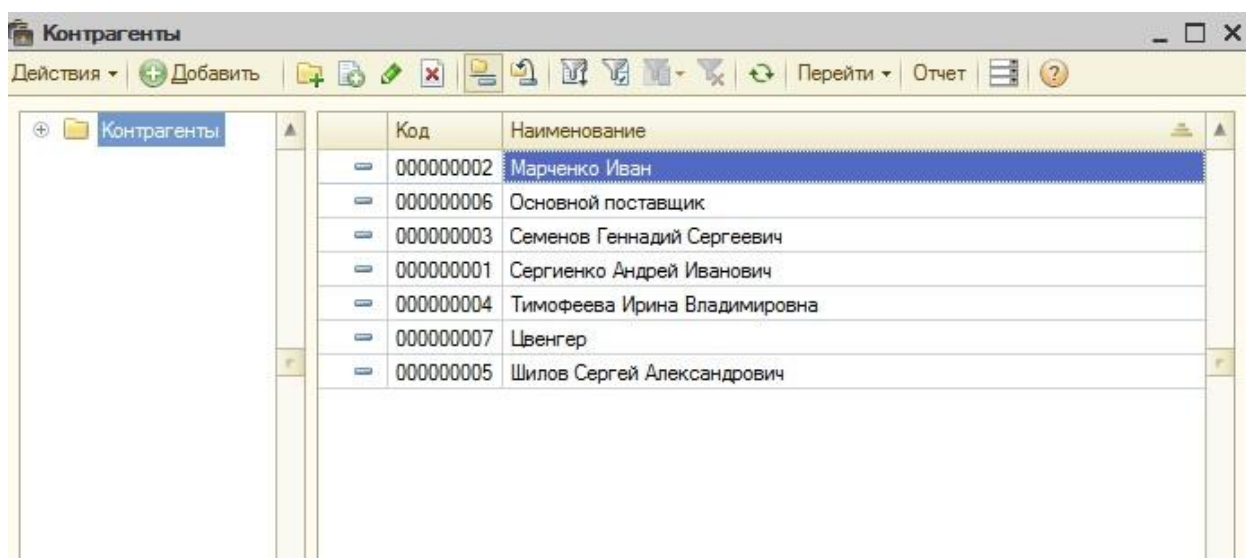 Контрагенты
Действия Добавить Перейти Отчет ?
Контрагенты
Код Наименование
000000002 Марченко Иван
000000006 Основной поставщик
000000003 Семенов Геннадий Сергеевич
000000001 Сергиенко Андрей Иванович
000000004 Тимофеева Ирина Владимировна
000000007 Цвенгер
000000005 Шилов Сергей Александрович